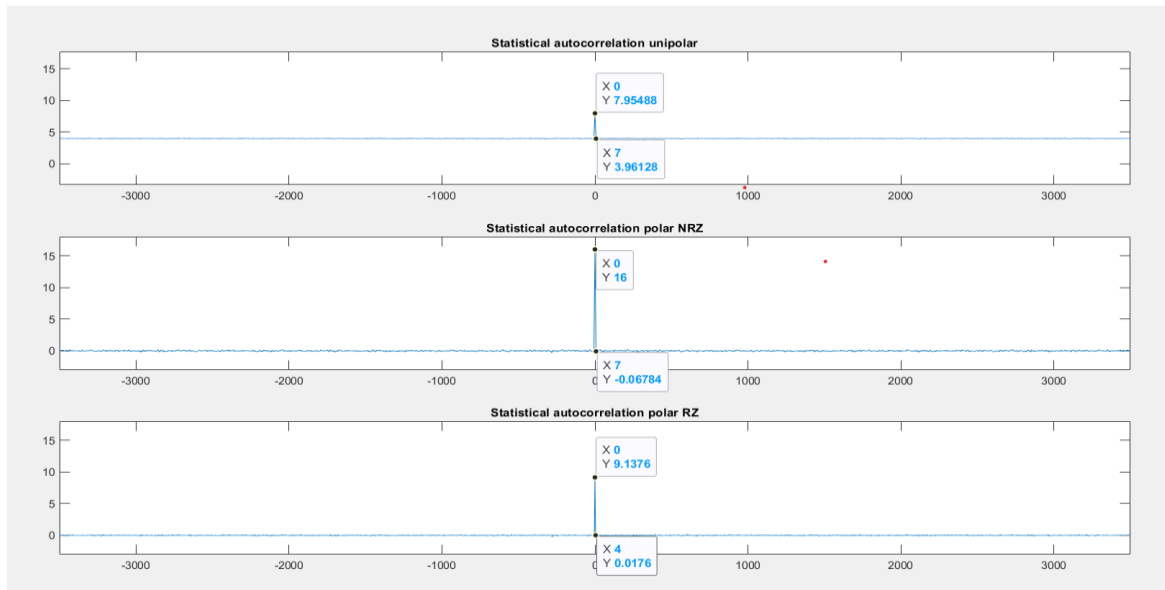 Statistical autocorrelation unipolar
15
10
5
0
X 0
Y 7.95488
X 7
Y 3.96128
-3000 -2000 -1000 0 1000 2000 3000
Statistical autocorrelation polar NRZ
15
10
5
0
X 0
Y 16
X 7
Y -0.06784
-3000 -2000 -1000 0 1000 2000 3000
Statistical autocorrelation polar RZ
15
10
5
0
X 0
Y 9.1376
X 4
Y 0.0176
-3000 -2000 -1000 0 1000 2000 3000